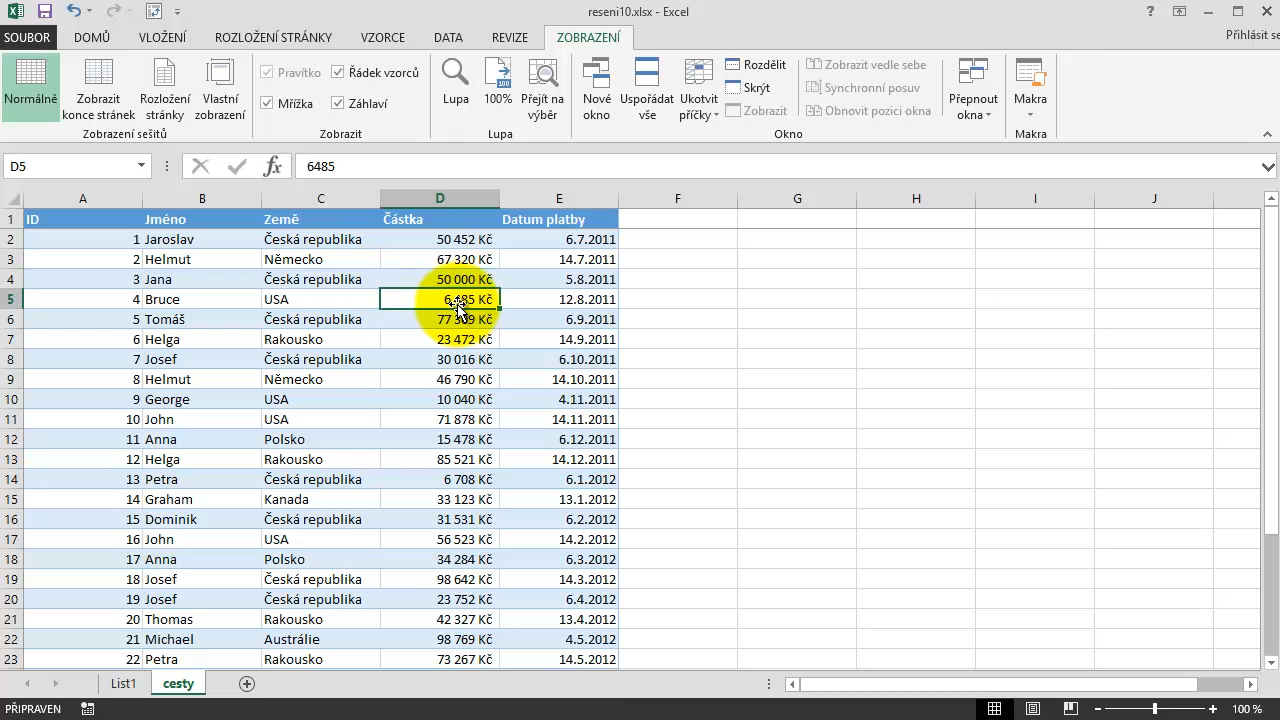 reseni10.xlsx - Excel
SOUBOR DOMŮ VLOŽENÍ ROZLOŽENÍ STRÁNKY VZORCE DATA REVIZE ZOBRAZENÍ Přihlásit se
Normálně Zobrazit konce stránek Rozložení stránky Vlastní zobrazení
Pravítko Řádek vzorců
Mřížka Záhlaví
Lupa 100% Přejít na výběr
Nové okno Uspořádat vše Ukotvit příčky
Rozdělit Zobrazit vedle sebe
Skrýt Synchronní posuv
Zobrazit Obnovit pozici okna
Přepnout okna Makra
Zobrazení sešitů Zobrazit Lupa Okno Makra
D5 fx 6485
A B C D E F G H I J
1 ID Jméno Země Částka Datum platby
2 1 Jaroslav Česká republika 50 452 Kč 6.7.2011
3 2 Helmut Německo 67 320 Kč 14.7.2011
4 3 Jana Česká republika 50 000 Kč 5.8.2011
5 4 Bruce USA 6 485 Kč 12.8.2011
6 5 Tomáš Česká republika Kč 6.9.2011
7 6 Helga Rakousko 23 472 Kč 14.9.2011
8 7 Josef Česká republika 30 016 Kč 6.10.2011
9 8 Helmut Německo 46 790 Kč 14.10.2011
10 9 George USA 10 040 Kč 4.11.2011
11 10 John USA 71 878 Kč 14.11.2011
12 11 Anna Polsko 15 478 Kč 6.12.2011
13 12 Helga Rakousko 85 521 Kč 14.12.2011
14 13 Petra Česká republika 6 708 Kč 6.1.2012
15 14 Graham Kanada 33 123 Kč 13.1.2012
16 15 Dominik Česká republika 31 531 Kč 6.2.2012
17 16 John USA 56 523 Kč 14.2.2012
18 17 Anna Polsko 34 284 Kč 6.3.2012
19 18 Josef Česká republika 98 642 Kč 14.3.2012
20 19 Josef Česká republika 23 752 Kč 6.4.2012
21 20 Thomas Rakousko 42 327 Kč 13.4.2012
22 21 Michael Austrálie 98 769 Kč 4.5.2012
23 22 Petra Rakousko 73 267 Kč 14.5.2012
List1 cesty
PŘIPRAVEN 100 %